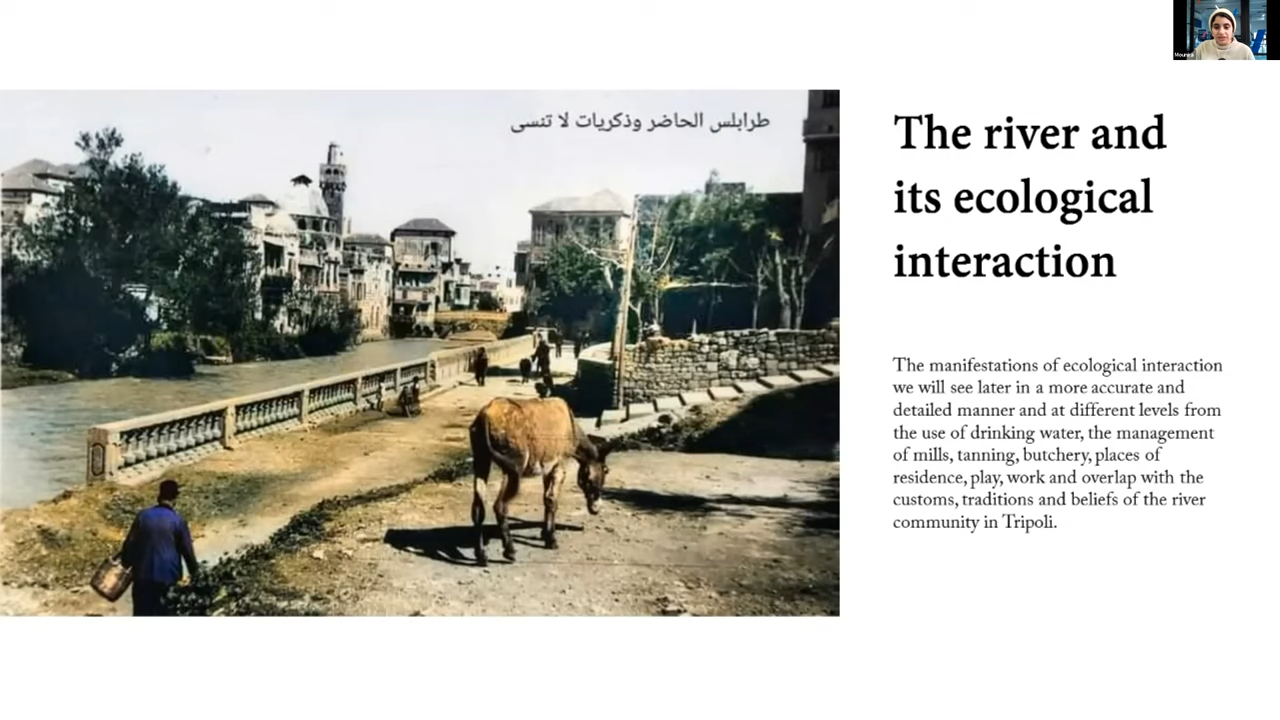 طرابلس الحاضر وذكريات لا تنسى
The river and
its ecological
interaction
The manifestations of ecological interaction
we will see later in a more accurate and
detailed manner and at different levels from
the use of drinking water, the management
of mills, tanning, butchery, places of
residence, play, work and overlap with the
customs, traditions and beliefs of the river
community in Tripoli.